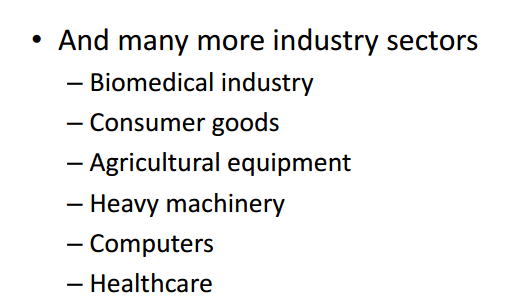 • And many more industry sectors
– Biomedical industry
– Consumer goods
– Agricultural equipment
– Heavy machinery
– Computers
– Healthcare